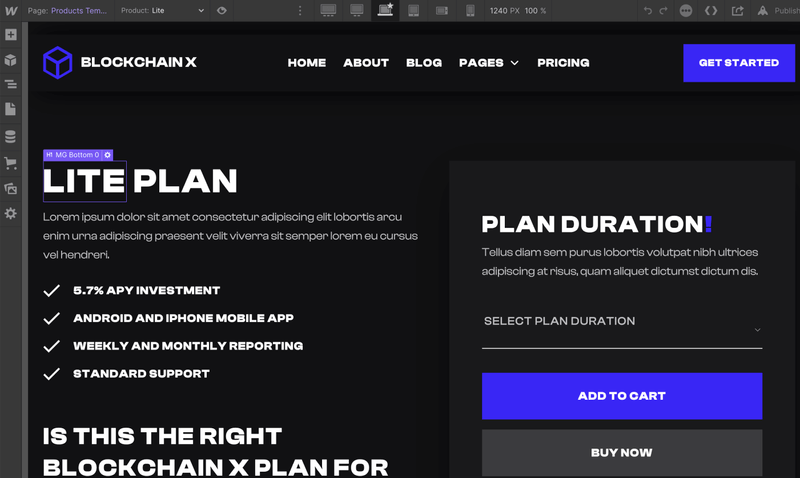 Page: Products Tem...
Product: Lite
1240 PX 100 %
Publish
BLOCKCHAIN X
HOME
ABOUT
BLOG
PAGES
PRICING
GET STARTED
H1 MG Bottom 0
LITE PLAN
Lorem ipsum dolor sit amet consectetur adipiscing elit lobortis arcu
enim urna adipiscing praesent velit viverra sit semper lorem eu cursus
vel hendreri.
5.7% APY INVESTMENT
ANDROID AND IPHONE MOBILE APP
WEEKLY AND MONTHLY REPORTING
STANDARD SUPPORT
IS THIS THE RIGHT
BLOCKCHAIN X PLAN FOR
PLAN DURATION!
Tellus diam sem purus lobortis volutpat nibh ultrices
adipiscing at risus, quam aliquet dictumst dictum dis.
SELECT PLAN DURATION
ADD TO CART
BUY NOW